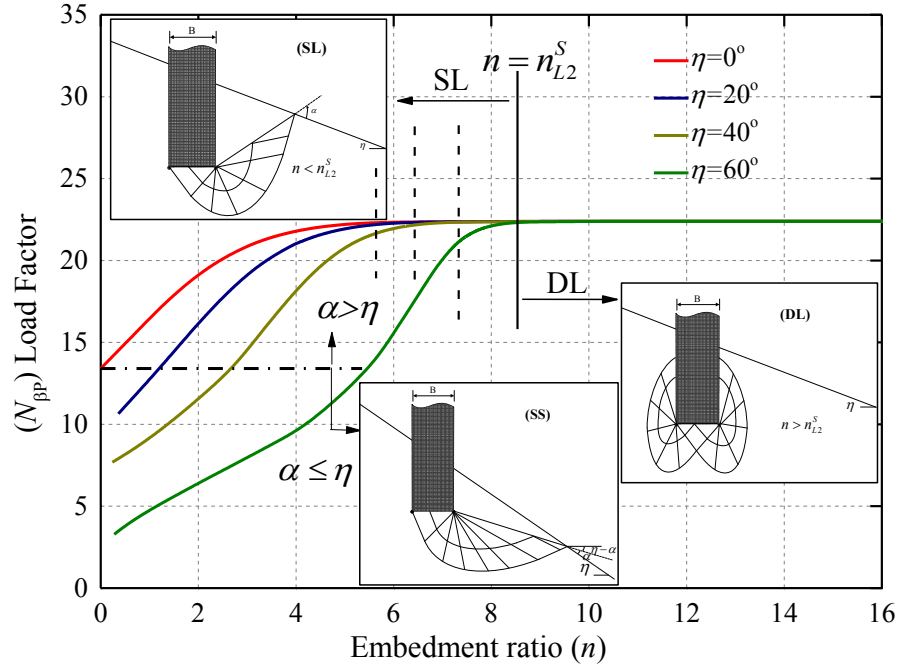 35
30
25
20
15
10
5
0
(N_βP) Load Factor
B
(SL)
α
η
n < n^S_L2
SL
n = n^S_L2
η=0°
η=20°
η=40°
η=60°
α>η
α ≤ η
DL
B
(SS)
η-α
α
η
B
(DL)
η
n > n^S_L2
0
2
4
6
8
10
12
14
16
Embedment ratio (n)